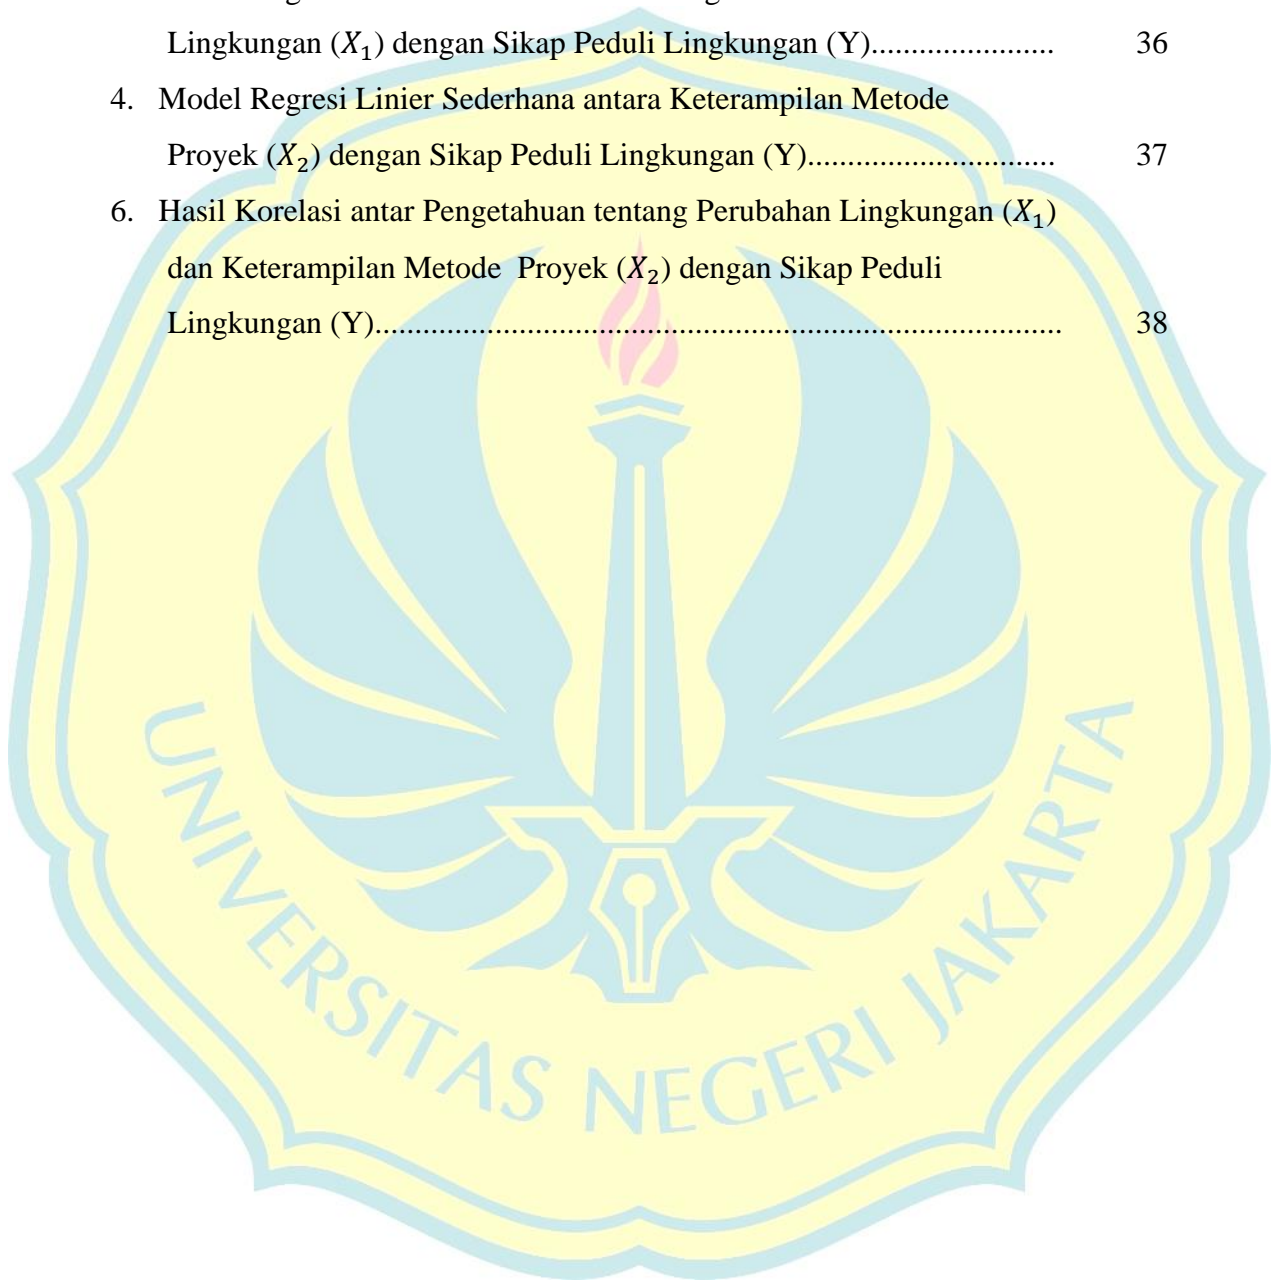 Lingkungan (𝑋₁) dengan Sikap Peduli Lingkungan (Y)....................... 36
4. Model Regresi Linier Sederhana antara Keterampilan Metode
Proyek (𝑋₂) dengan Sikap Peduli Lingkungan (Y)............................... 37
6. Hasil Korelasi antar Pengetahuan tentang Perubahan Lingkungan (𝑋₁)
dan Keterampilan Metode Proyek (𝑋₂) dengan Sikap Peduli
Lingkungan (Y)...................................................................................... 38
UNIVERSITAS NEGERI JAKARTA